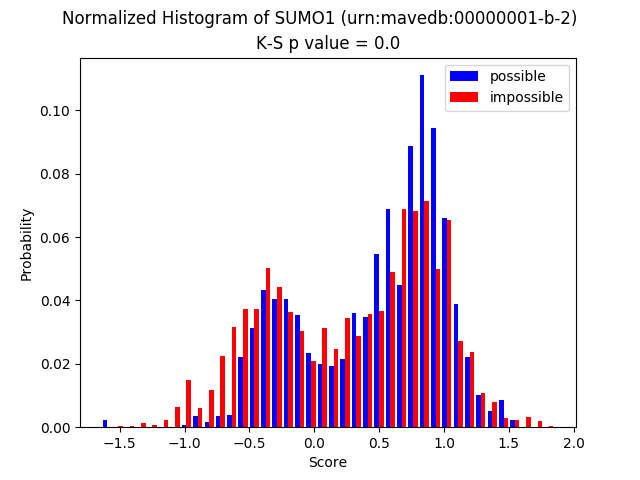 Normalized Histogram of SUMO1 (urn:mavedb:00000001-b-2)
K-S p value = 0.0
possible
impossible
0.10
0.08
0.06
0.04
0.02
0.00
Probability
−1.5 −1.0 −0.5 0.0 0.5 1.0 1.5 2.0
Score